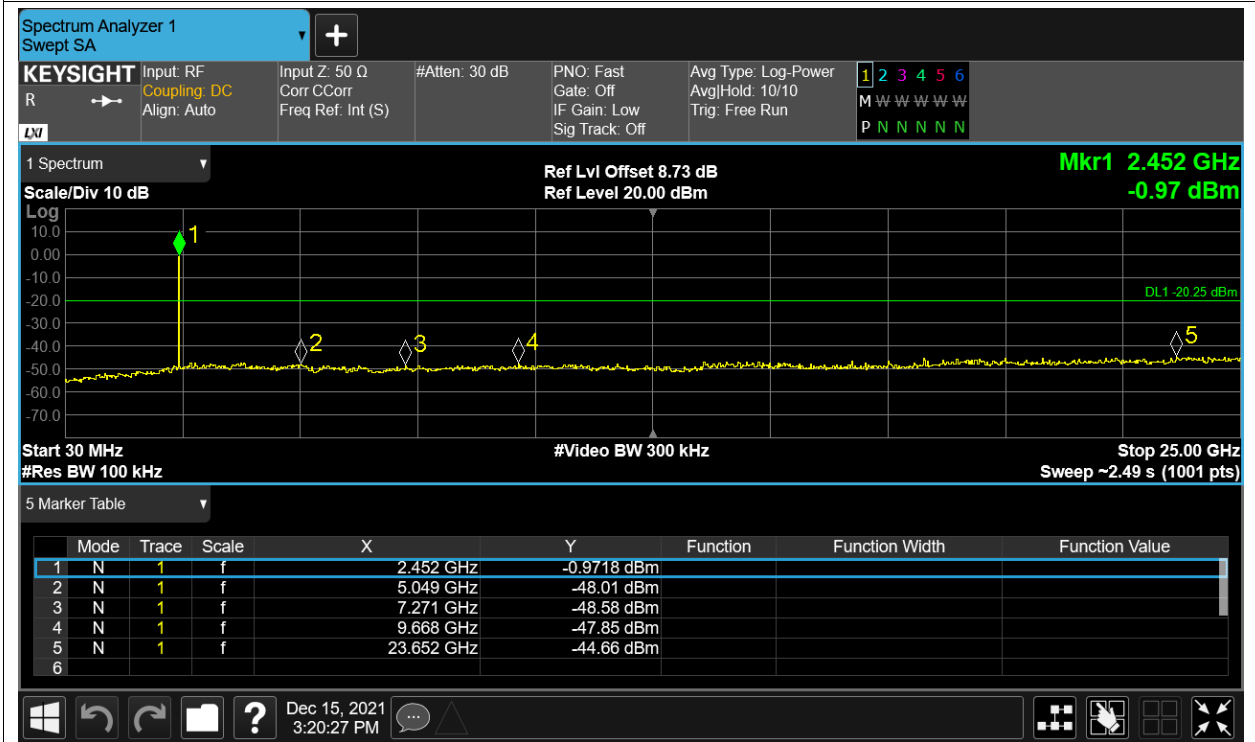 Spectrum Analyzer 1
Swept SA
+
KEYSIGHT Input: RF Input Z: 50 Ω #Atten: 30 dB PNO: Fast Avg Type: Log-Power 1 2 3 4 5 6
R Coupling: DC Corr CCorr Gate: Off Avg|Hold: 10/10 M W W W W W
Align: Auto Freq Ref: Int (S) IF Gain: Low Trig: Free Run
LXI Sig Track: Off P N N N N N
1 Spectrum Ref Lvl Offset 8.73 dB Mkr1 2.452 GHz
Scale/Div 10 dB Ref Level 20.00 dBm -0.97 dBm
Log
10.0 1
0.00
-10.0
DL1 -20.25 dBm
-20.0
-30.0
-40.0 2 3 4 5
-50.0
-60.0
-70.0
Start 30 MHz #Video BW 300 kHz Stop 25.00 GHz
#Res BW 100 kHz Sweep ~2.49 s (1001 pts)
5 Marker Table
Mode Trace Scale X Y Function Function Width Function Value
1 N 1 f 2.452 GHz -0.9718 dBm
2 N 1 f 5.049 GHz -48.01 dBm
3 N 1 f 7.271 GHz -48.58 dBm
4 N 1 f 9.668 GHz -47.85 dBm
5 N 1 f 23.652 GHz -44.66 dBm
6
? Dec 15, 2021
3:20:27 PM